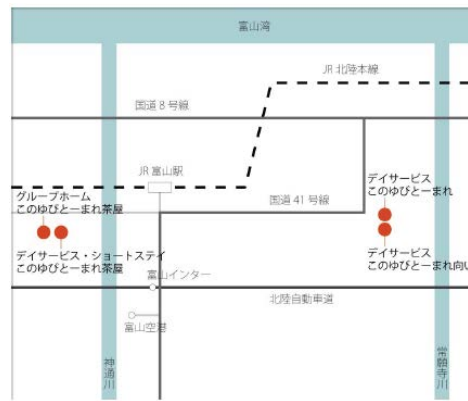 富山湾
JR 北陸本線
国道 8 号線
JR 富山駅
グループホーム
このゆびとーまれ茶屋
国道 41 号線
デイサービス
このゆびとーまれ
デイサービス・ショートステイ
このゆびとーまれ茶屋
デイサービス
このゆびとーまれ向い
富山インター
北陸自動車道
富山空港
神通川
常願寺川